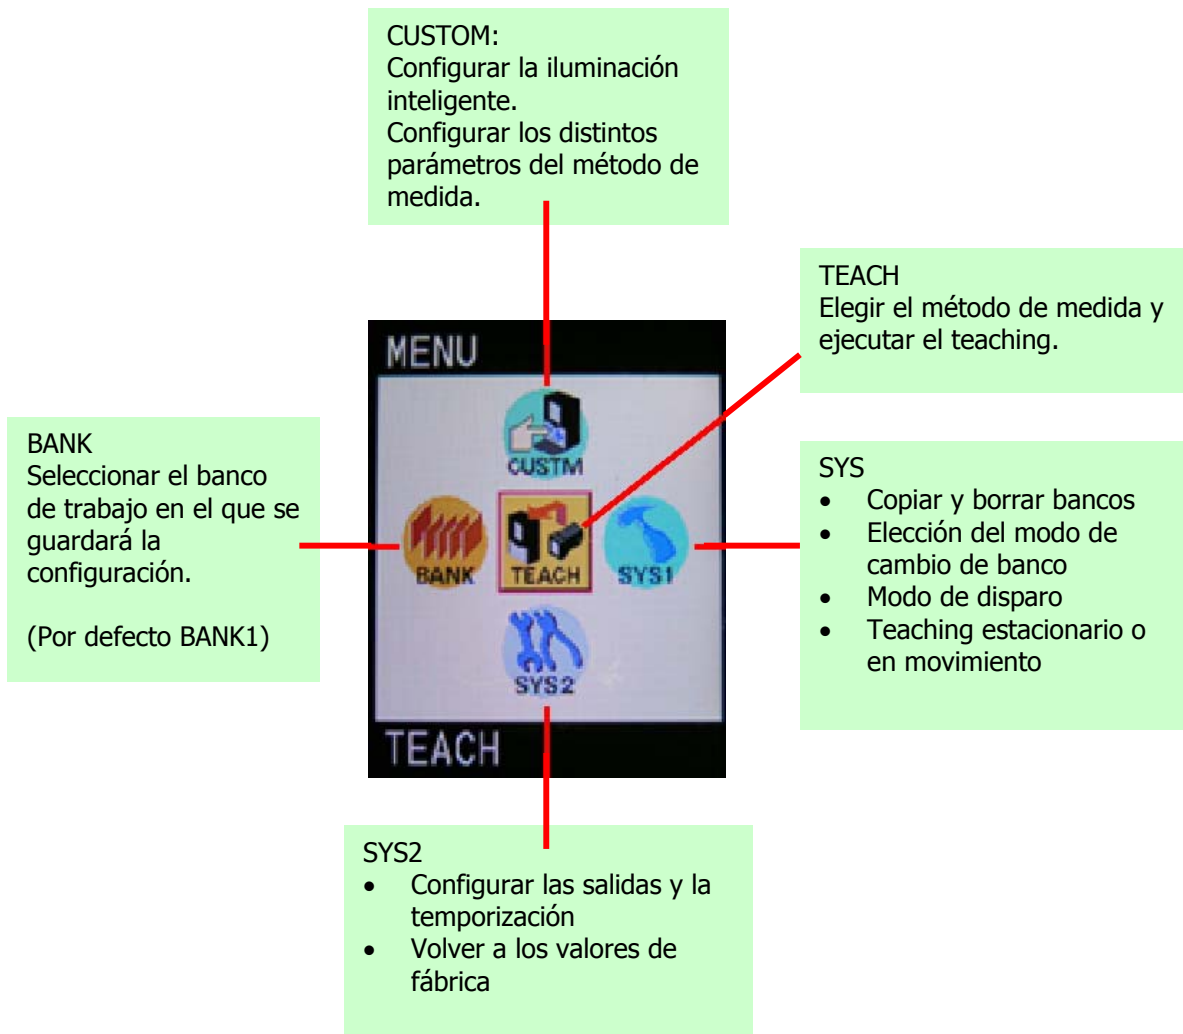 CUSTOM:
Configurar la iluminación
inteligente.
Configurar los distintos
parámetros del método de
medida.
TEACH
Elegir el método de medida y
ejecutar el teaching.
MENU
CUSTM
BANK
TEACH
SYS1
SYS2
TEACH
BANK
Seleccionar el banco
de trabajo en el que se
guardará la
configuración.
(Por defecto BANK1)
SYS
• Copiar y borrar bancos
• Elección del modo de
cambio de banco
• Modo de disparo
• Teaching estacionario o
en movimiento
SYS2
• Configurar las salidas y la
temporización
• Volver a los valores de
fábrica